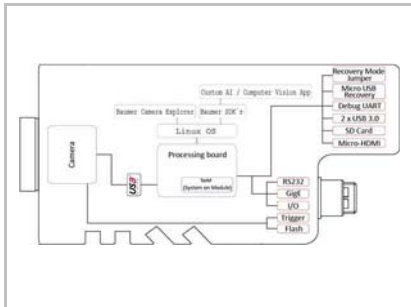 Custom AI / Computer Vision App
Baumer Camera Explorer
Baumer SDK's
Linux OS
Camera
USB
Processing board
SoM
(System on Module)
Recovery Mode
Jumper
Micro USB
Recovery
Debug UART
2 x USB 3.0
SD Card
Micro-HDMI
RS232
GigE
I/O
Trigger
Flash